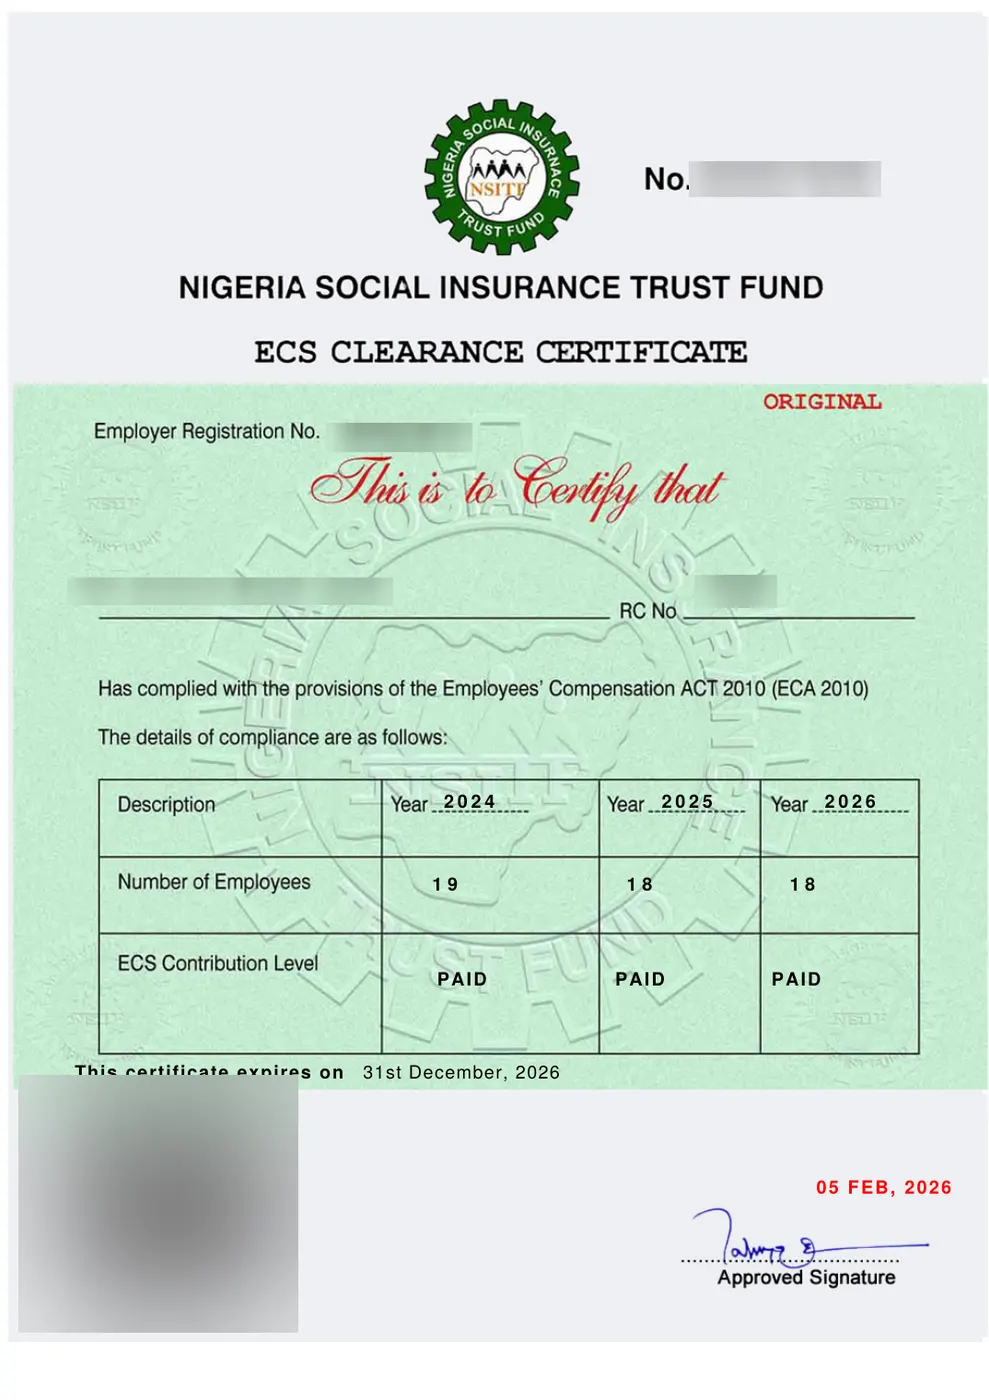 NIGERIA SOCIAL INSURNACE
NSITF
TRUST FUND
No.
NIGERIA SOCIAL INSURANCE TRUST FUND
ECS CLEARANCE CERTIFICATE
ORIGINAL
Employer Registration No.
This is to Certify that
RC No
Has complied with the provisions of the Employees' Compensation ACT 2010 (ECA 2010)
The details of compliance are as follows:
Description Year 2024 Year 2025 Year 2026
Number of Employees 19 18 18
ECS Contribution Level PAID PAID PAID
This certificate expires on 31st December, 2026
05 FEB, 2026
Approved Signature